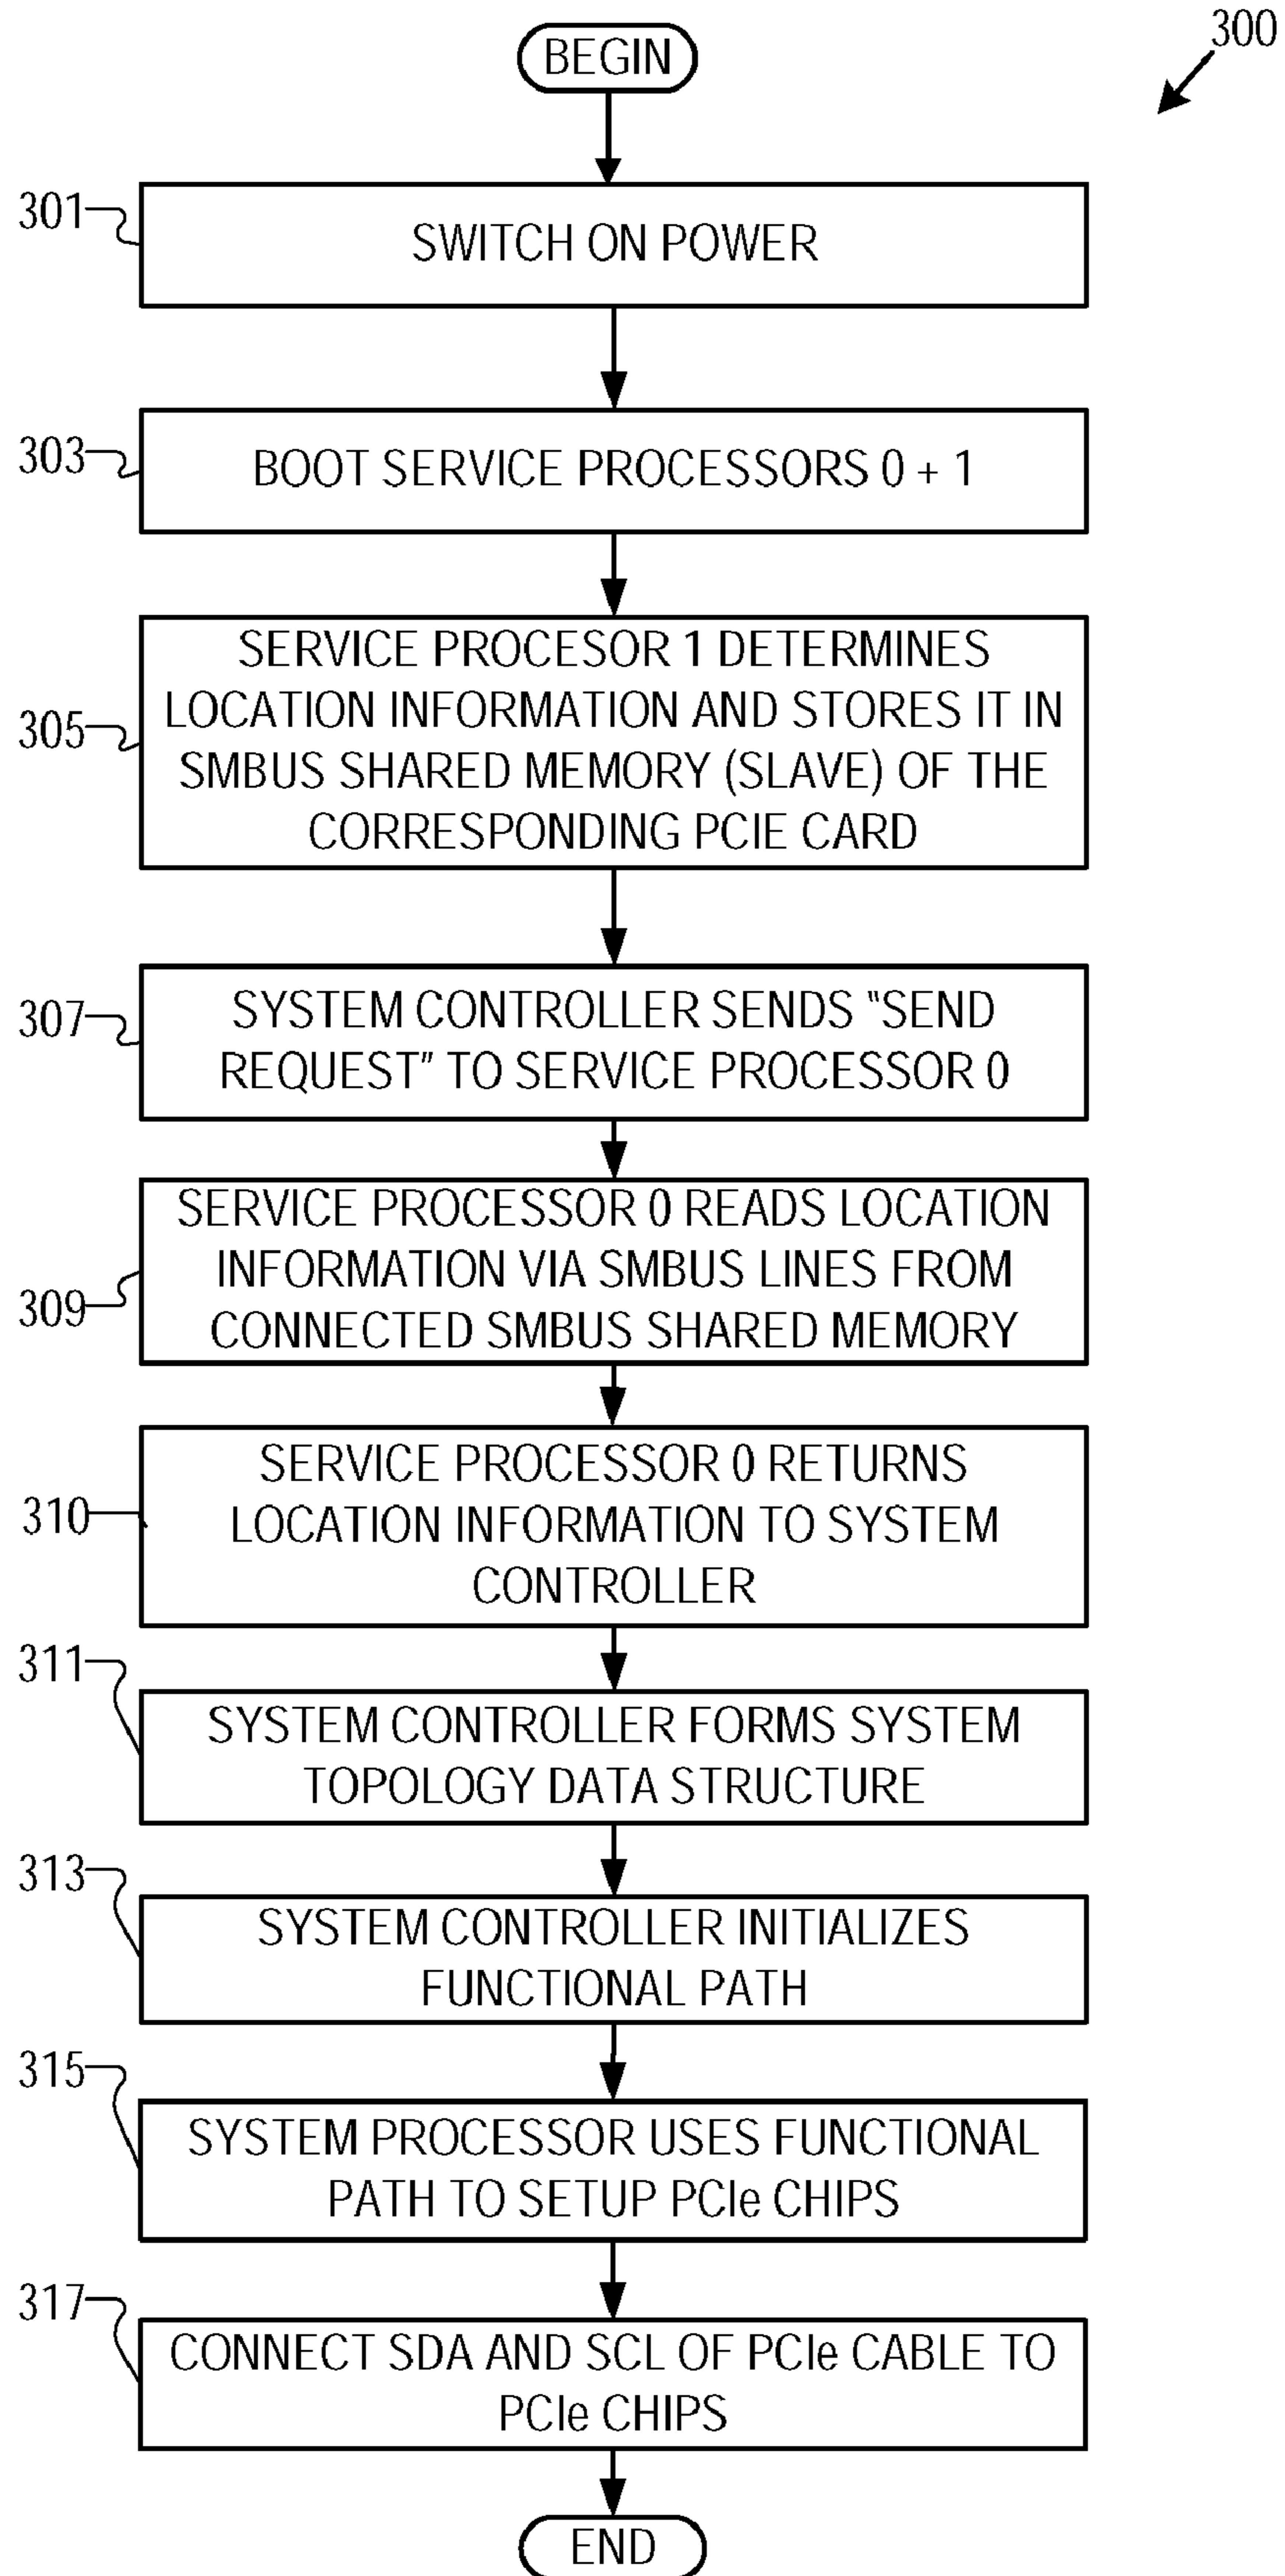 300
BEGIN
301
SWITCH ON POWER
303
BOOT SERVICE PROCESSORS 0 + 1
305
SERVICE PROCESOR 1 DETERMINES
LOCATION INFORMATION AND STORES IT IN
SMBUS SHARED MEMORY (SLAVE) OF THE
CORRESPONDING PCIE CARD
307
SYSTEM CONTROLLER SENDS "SEND
REQUEST" TO SERVICE PROCESSOR 0
309
SERVICE PROCESSOR 0 READS LOCATION
INFORMATION VIA SMBUS LINES FROM
CONNECTED SMBUS SHARED MEMORY
310
SERVICE PROCESSOR 0 RETURNS
LOCATION INFORMATION TO SYSTEM
CONTROLLER
311
SYSTEM CONTROLLER FORMS SYSTEM
TOPOLOGY DATA STRUCTURE
313
SYSTEM CONTROLLER INITIALIZES
FUNCTIONAL PATH
315
SYSTEM PROCESSOR USES FUNCTIONAL
PATH TO SETUP PCIe CHIPS
317
CONNECT SDA AND SCL OF PCIe CABLE TO
PCIe CHIPS
END